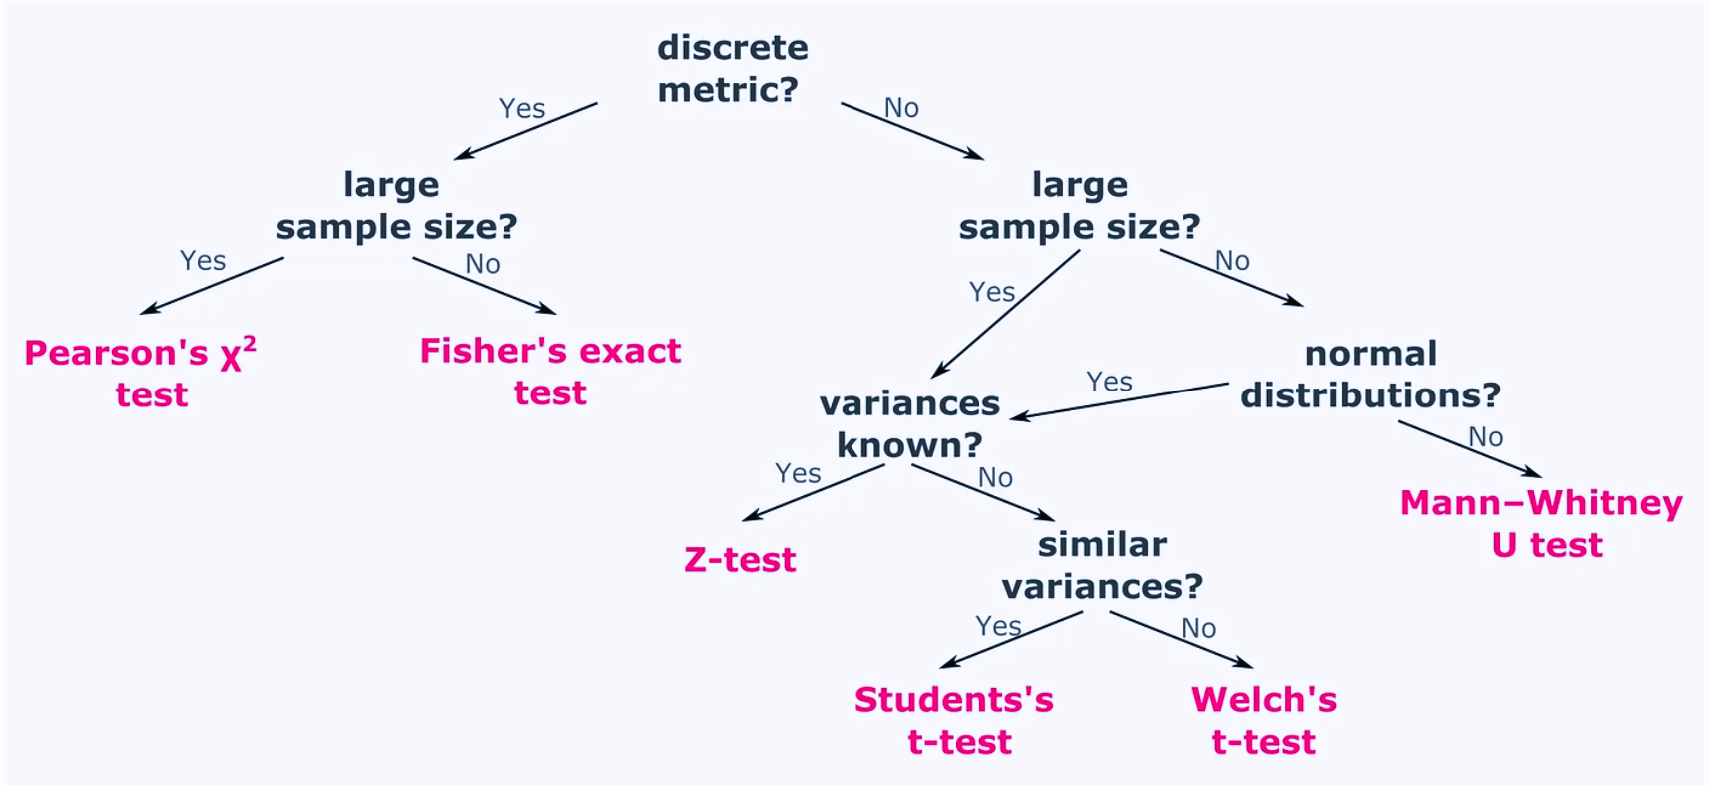 discrete
metric?
Yes
No
large
sample size?
large
sample size?
Yes
No
Yes
No
Pearson's χ²
test
Fisher's exact
test
normal
distributions?
Yes
No
variances
known?
Yes
No
Mann–Whitney
U test
Z-test
similar
variances?
Yes
No
Students's
t-test
Welch's
t-test